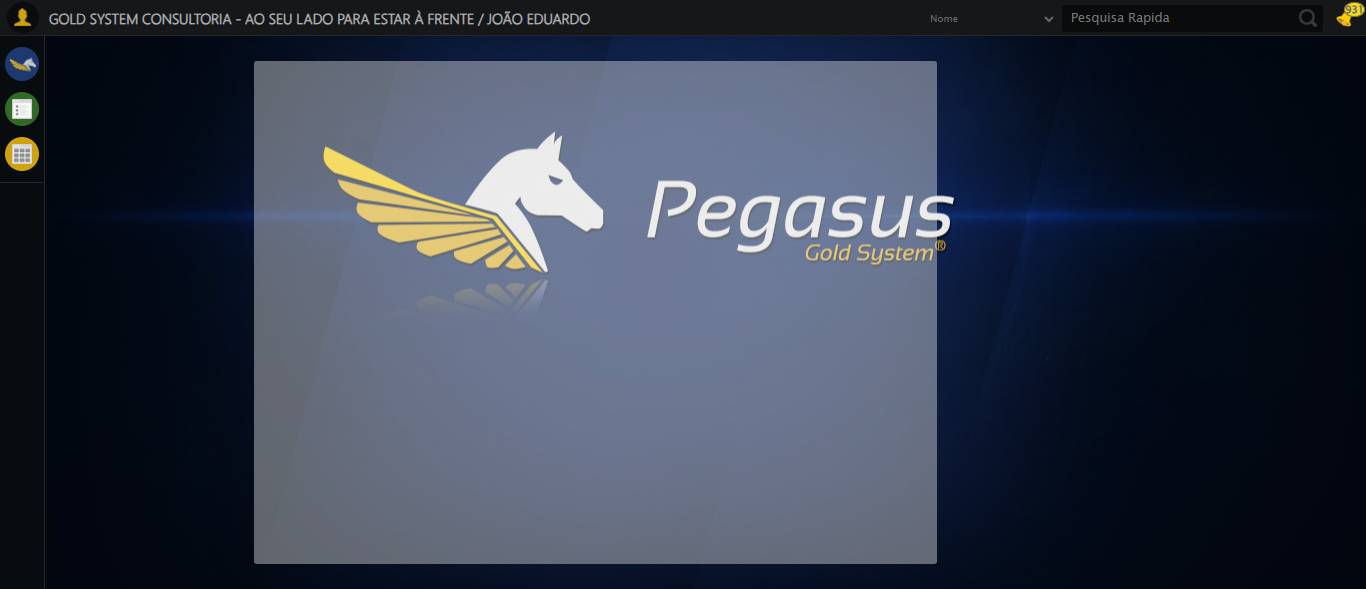 GOLD SYSTEM CONSULTORIA - AO SEU LADO PARA ESTAR À FRENTE / JOÃO EDUARDO
Nome
Pesquisa Rapida
931
Pegasus
Gold System®